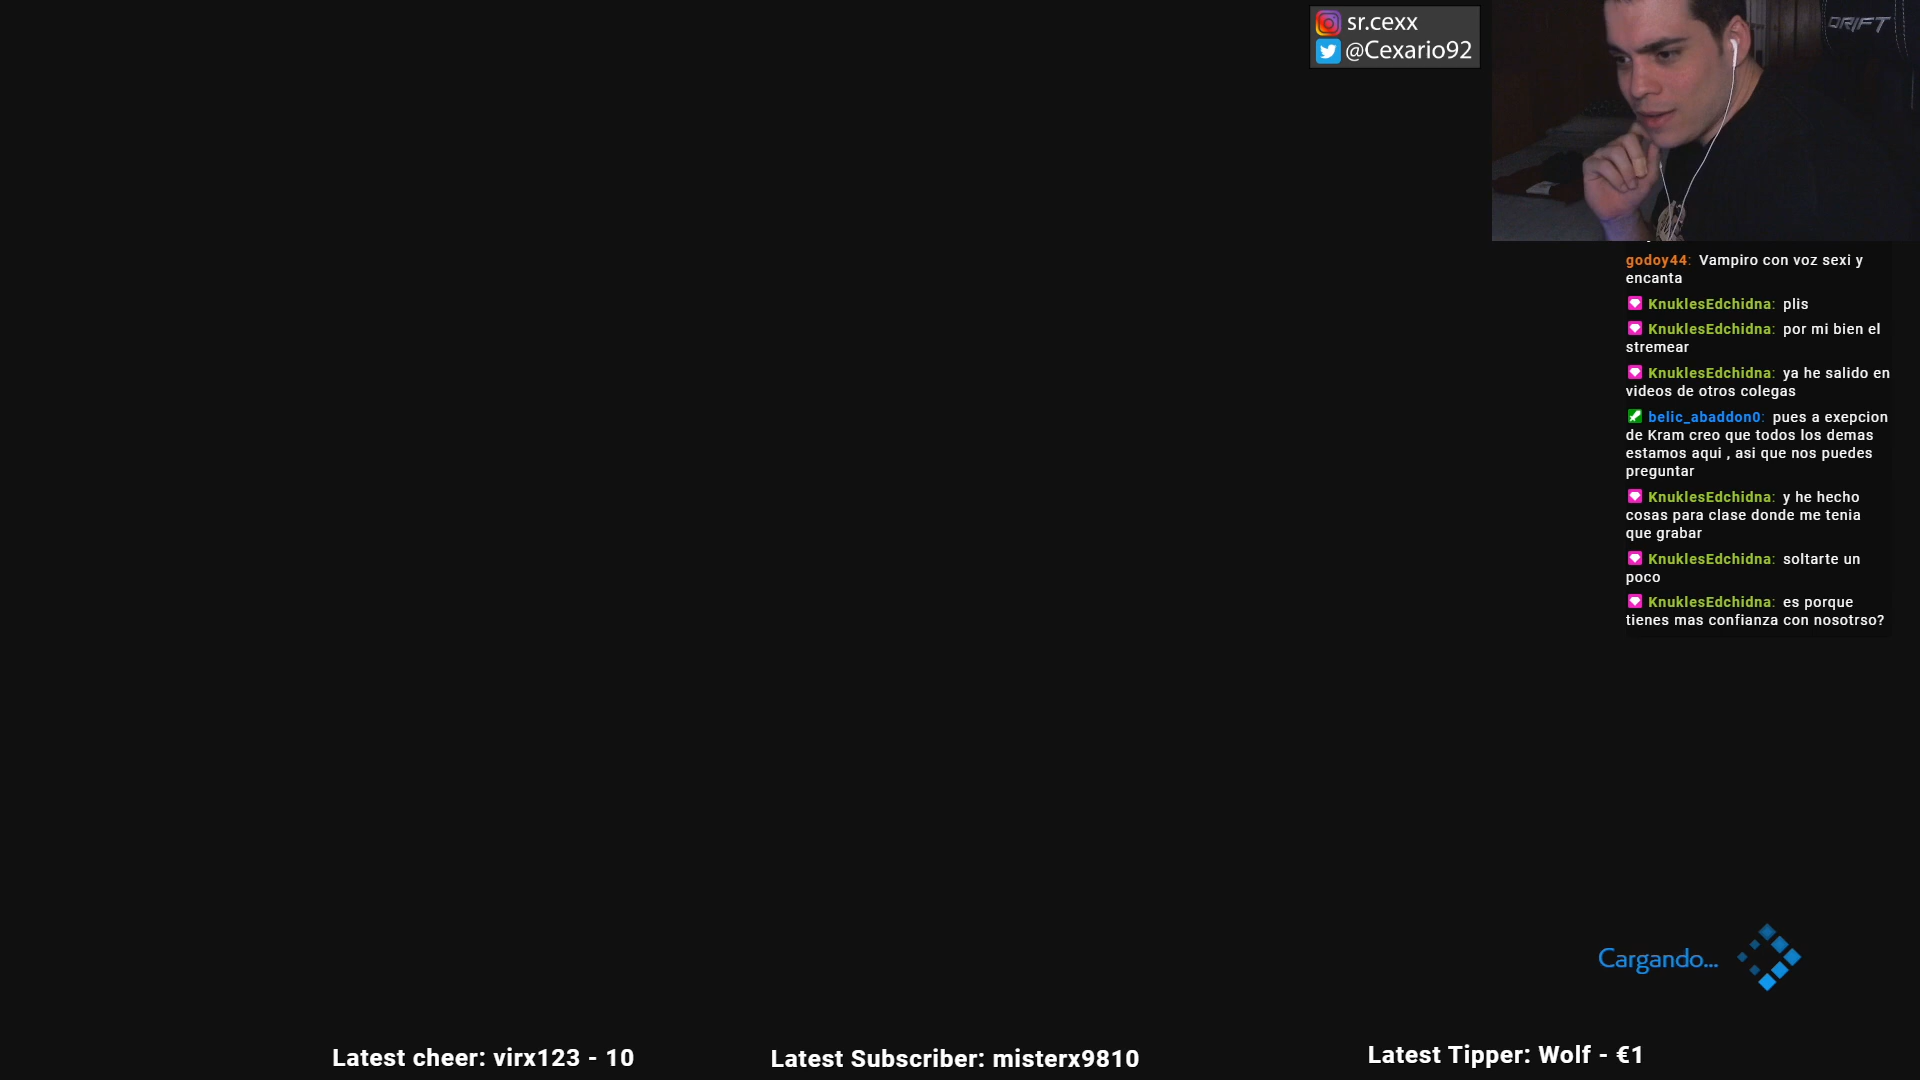 sr.cexx
@Cexario92
DRIFT
godoy44: Vampiro con voz sexi y
encanta
KnuklesEdchidna: plis
KnuklesEdchidna: por mi bien el
stremear
KnuklesEdchidna: ya he salido en
videos de otros colegas
belic_abaddon0: pues a exepcion
de Kram creo que todos los demas
estamos aqui , asi que nos puedes
preguntar
KnuklesEdchidna: y he hecho
cosas para clase donde me tenia
que grabar
KnuklesEdchidna: soltarte un
poco
KnuklesEdchidna: es porque
tienes mas confianza con nosotrso?
Cargando...
Latest cheer: virx123 - 10
Latest Subscriber: misterx9810
Latest Tipper: Wolf - €1